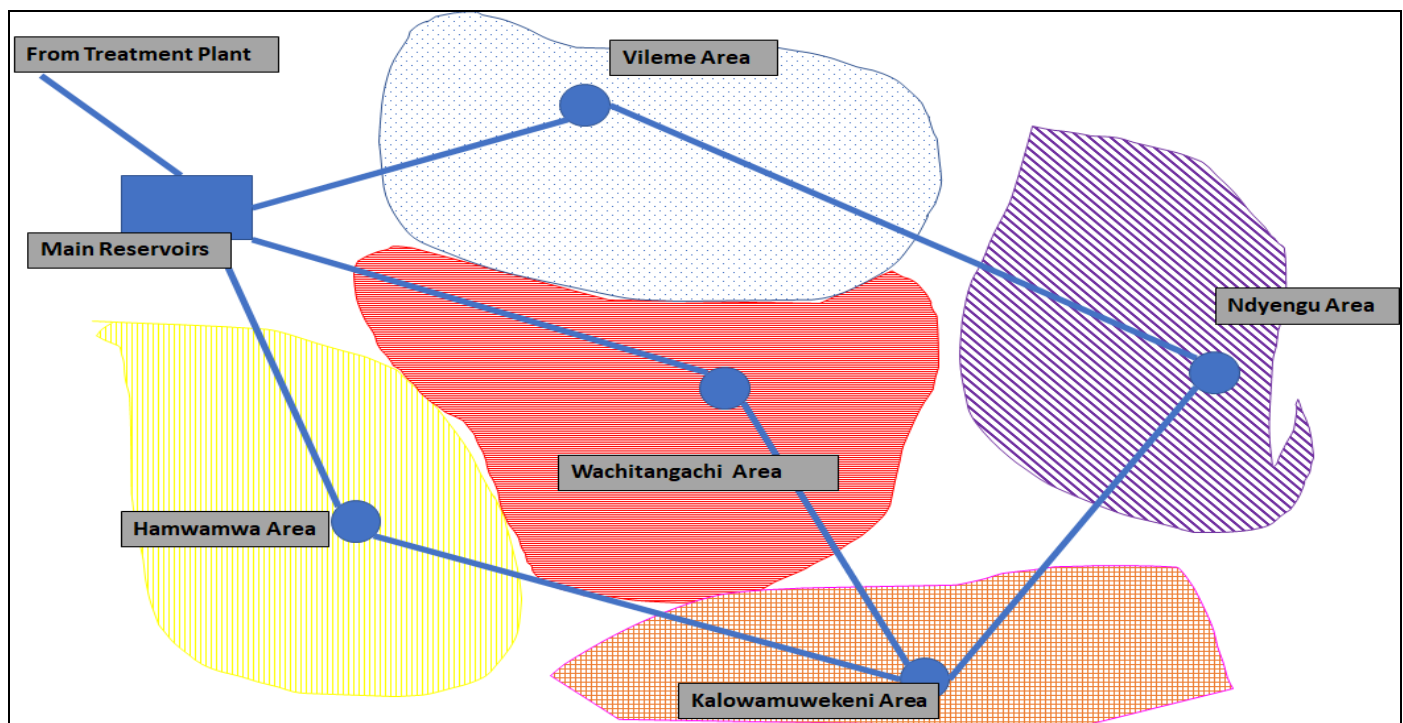 From Treatment Plant
Vileme Area
Main Reservoirs
Ndyengu Area
Wachitangachi Area
Hamwamwa Area
Kalowamuwekeni Area